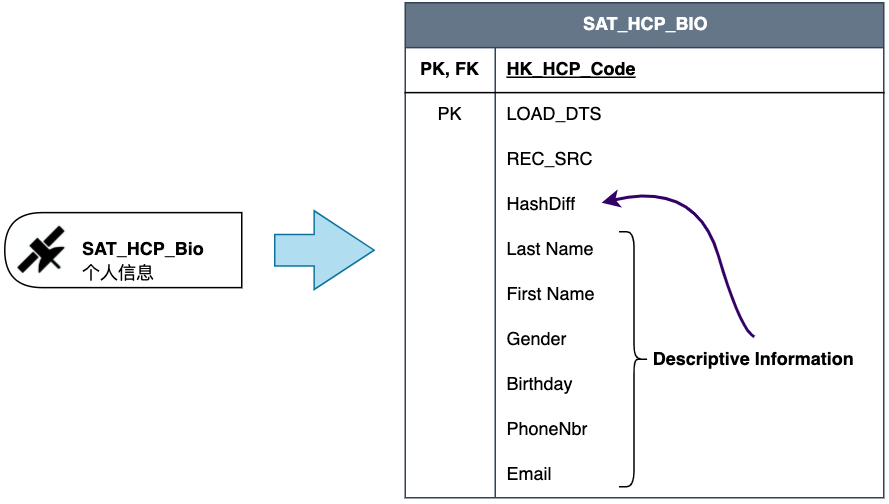 SAT_HCP_Bio
个人信息
SAT_HCP_BIO
PK, FK HK_HCP_Code
PK LOAD_DTS
REC_SRC
HashDiff
Last Name
First Name
Gender
Birthday
PhoneNbr
Email
Descriptive Information